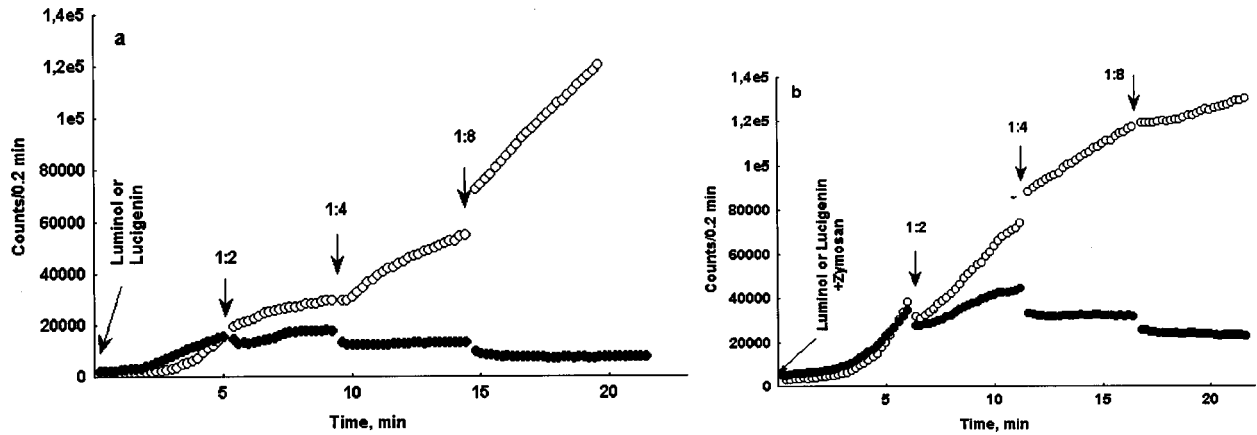 a
Counts/0.2 min
1,4e5
1,2e5
1e5
80000
60000
40000
20000
0
Luminol or
Lucigenin
1:2
1:4
1:8
5
10
15
20
Time, min
b
Counts/0.2 min
1,4e5
1,2e5
1e5
80000
60000
40000
20000
0
Luminol or Lucigenin
+Zymosan
1:2
1:4
1:8
5
10
15
20
Time, min